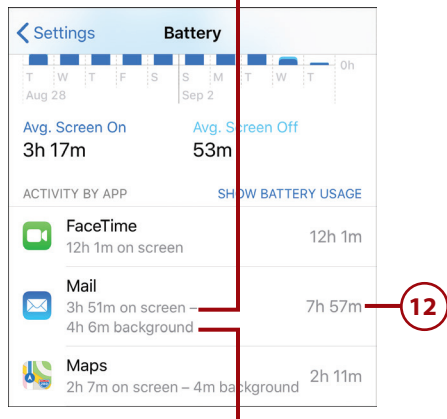 Settings
Battery
0h
T W T F S S M T W T
Aug 28 Sep 2
Avg. Screen On Avg. Screen Off
3h 17m 53m
ACTIVITY BY APP SHOW BATTERY USAGE
FaceTime
12h 1m on screen
12h 1m
Mail
3h 51m on screen –
4h 6m background
7h 57m
12
Maps
2h 7m on screen – 4m background
2h 11m